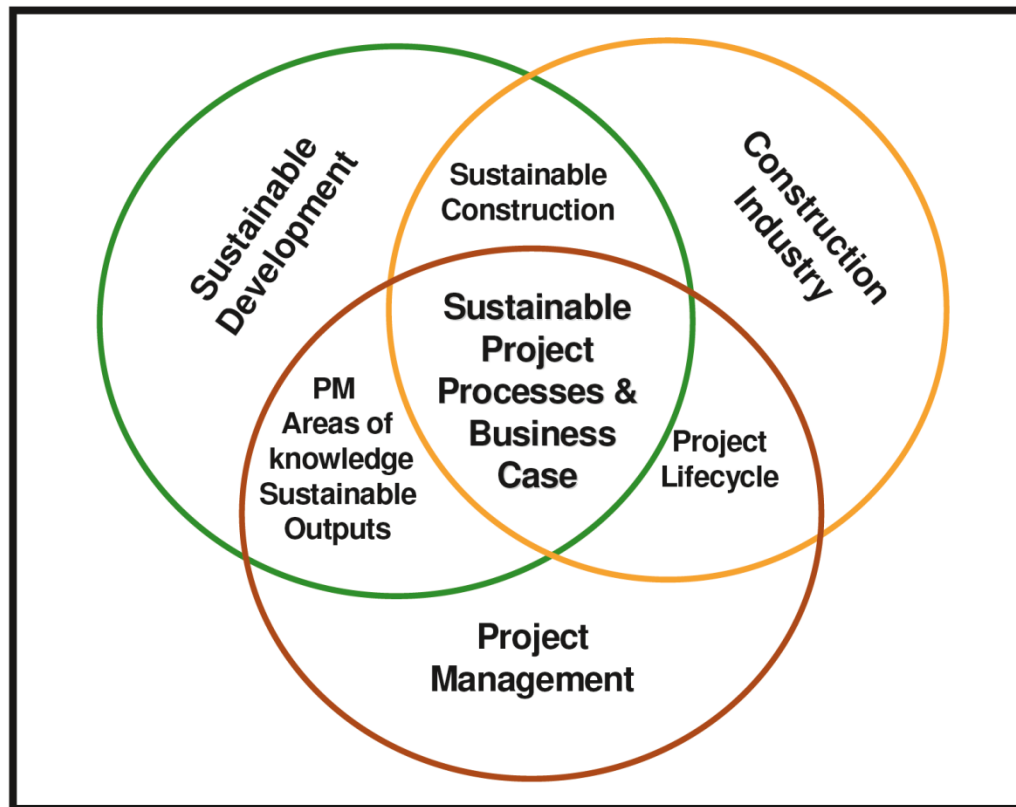 Sustainable
Development
Construction
Industry
Sustainable
Construction
Sustainable
Project
Processes &
Business
Case
PM
Areas of
knowledge
Sustainable
Outputs
Project
Lifecycle
Project
Management